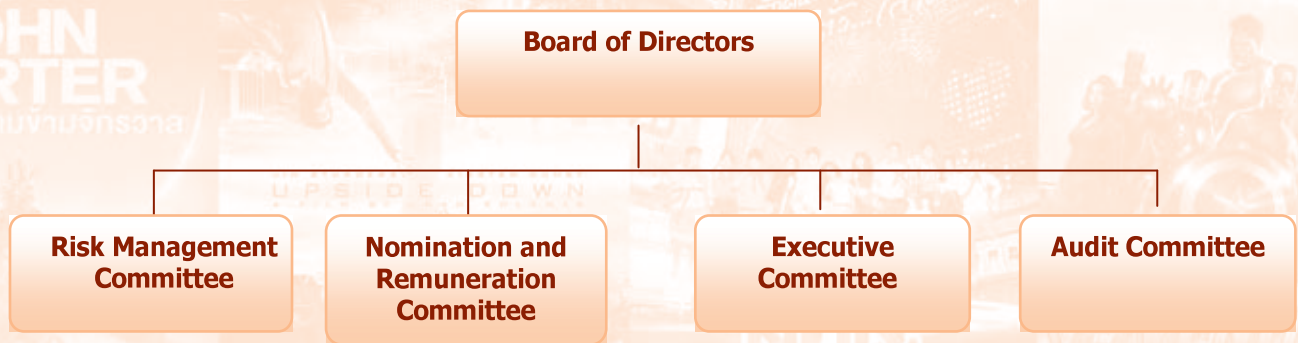 Board of Directors
OHN
RTER
UPSIDE DOWN
Risk Management
Committee
Nomination and
Remuneration
Committee
Executive
Committee
Audit Committee